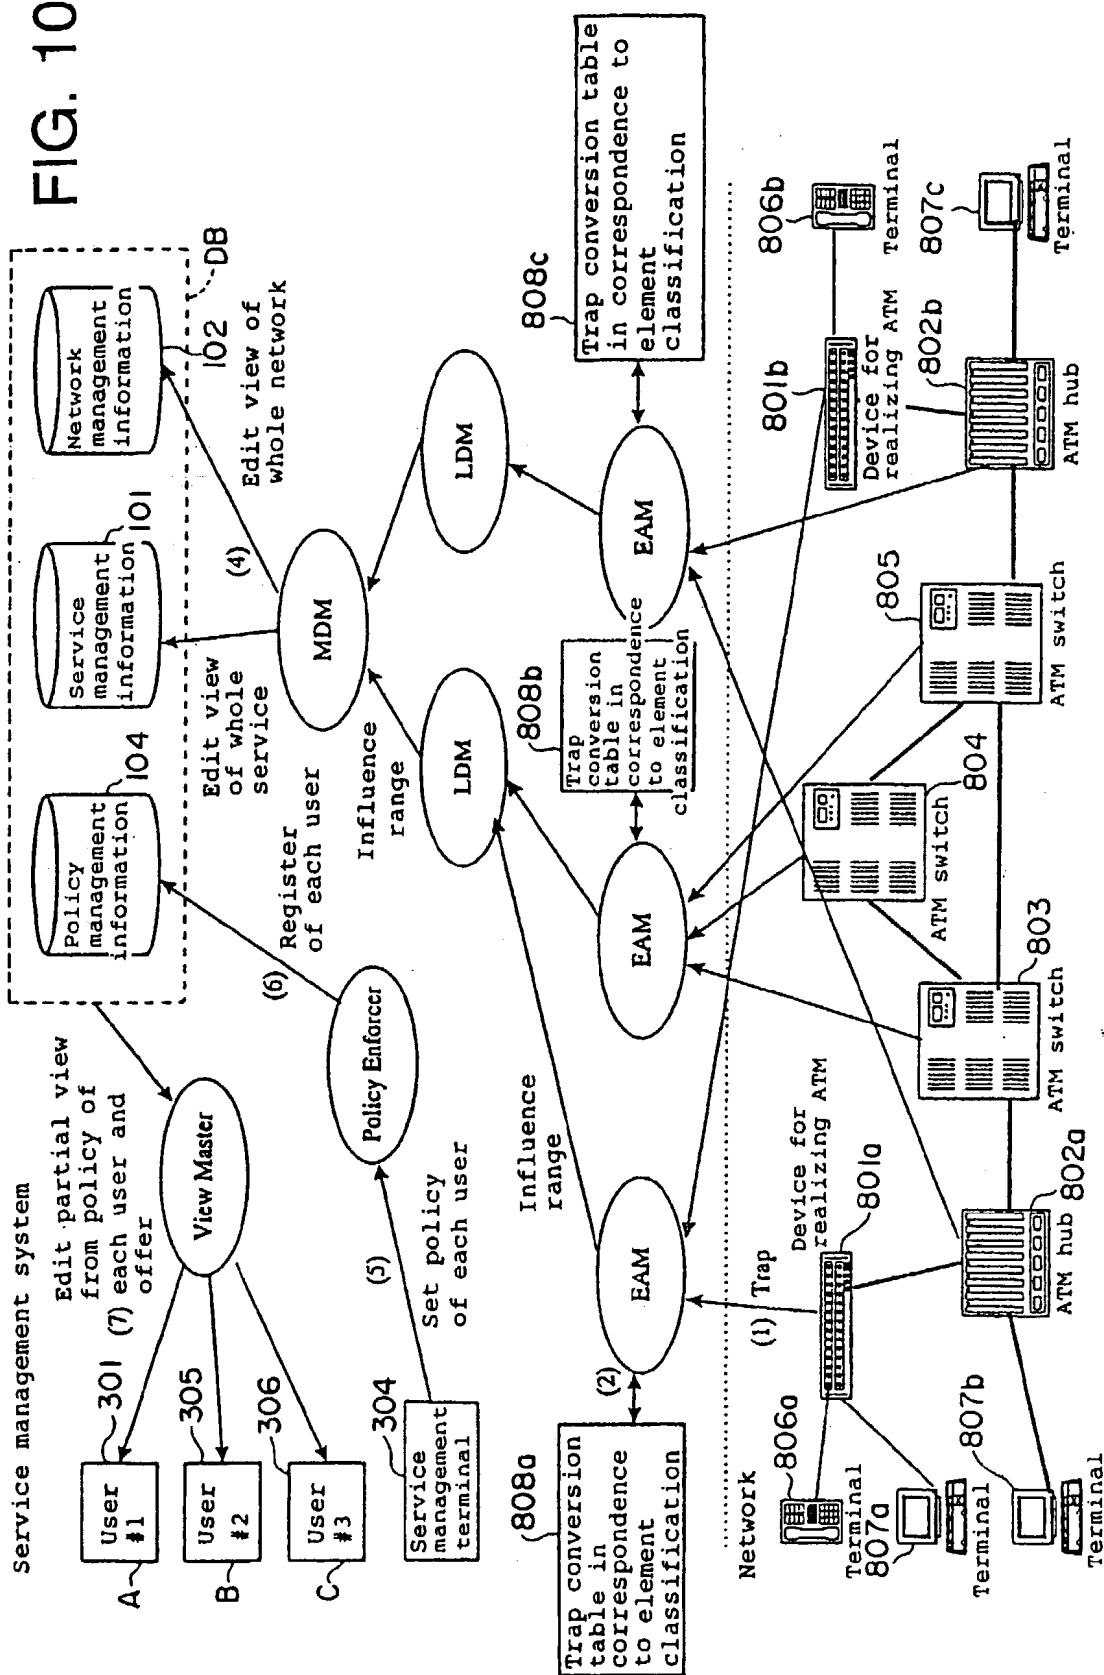 FIG. 10
Service management system
User
#1
301
A
User
#2
305
B
User
#3
306
C
Service
management
terminal
304
Edit partial view
from policy of
(7) each user and
offer
View Master
(5)
Set policy
of each user
Policy Enforcer
(6)
Register
of each user
Policy
management
information
104
Service
management
information
101
Network
management
information
102
DB
Edit view
of whole
service
(4)
Edit view of
whole network
MDM
Influence
range
LDM
LDM
Influence
range
EAM
EAM
EAM
(2)
808a
Trap conversion
table in
correspondence
to element
classification
808b
Trap
conversion
table in
correspondence
to element
classification
808c
Trap conversion table
in correspondence to
element
classification
Network
(1) Trap
Device for
realizing ATM
801a
806a
Terminal
807a
Terminal
807b
Terminal
802a
ATM hub
803
ATM switch
804
ATM switch
805
ATM switch
801b
Device for
realizing ATM
802b
ATM hub
806b
Terminal
807c
Terminal